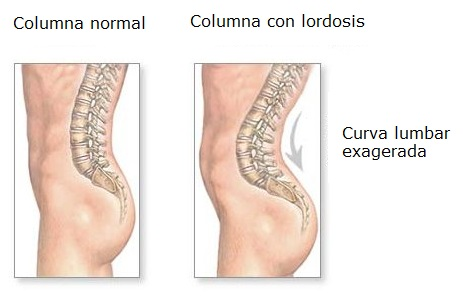 Columna normal
Columna con lordosis
Curva lumbar
exagerada